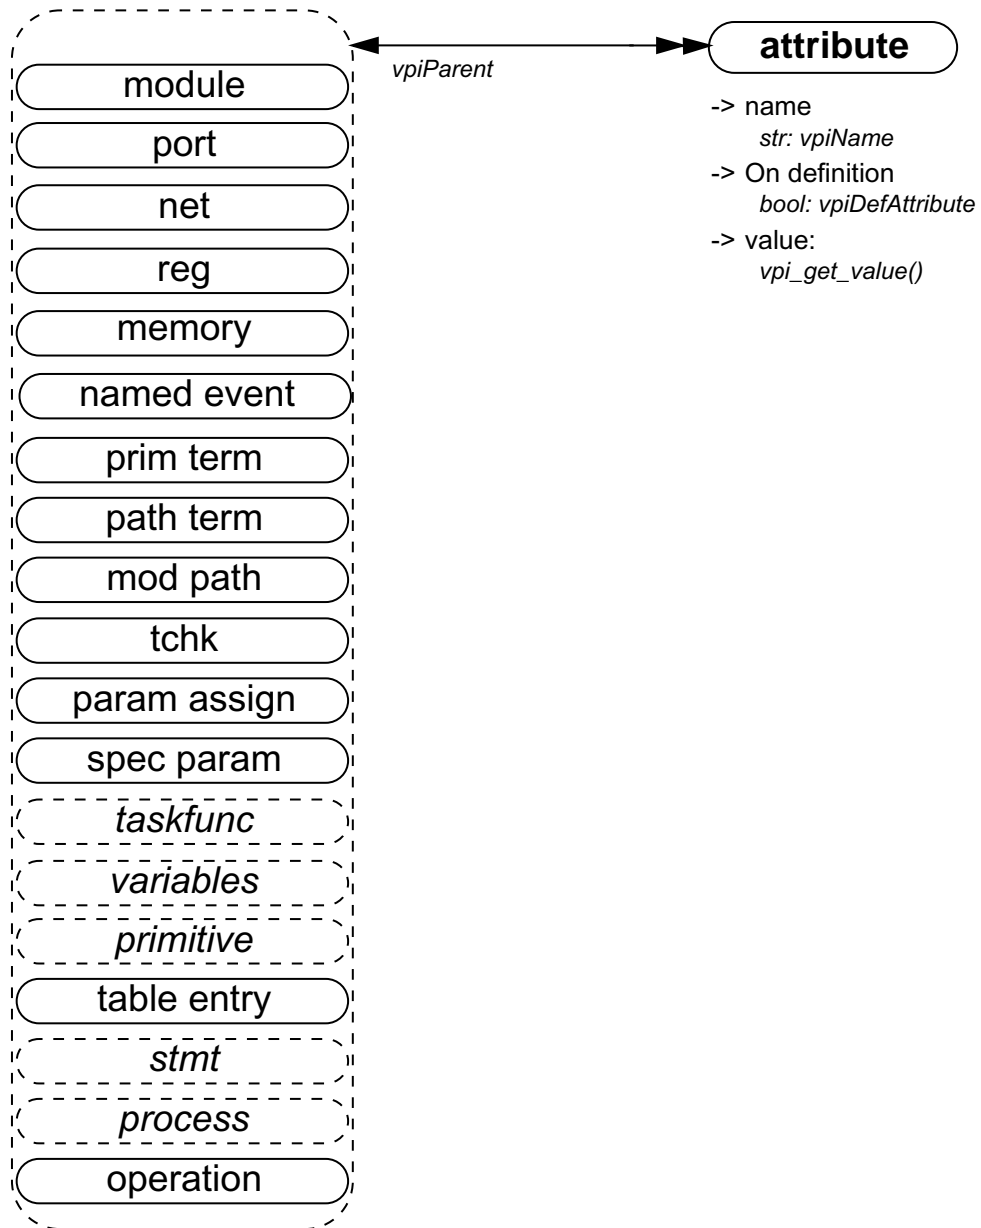 attribute
vpiParent
module
-> name
str: vpiName
port
-> On definition
bool: vpiDefAttribute
net
-> value:
vpi_get_value()
reg
memory
named event
prim term
path term
mod path
tchk
param assign
spec param
taskfunc
variables
primitive
table entry
stmt
process
operation